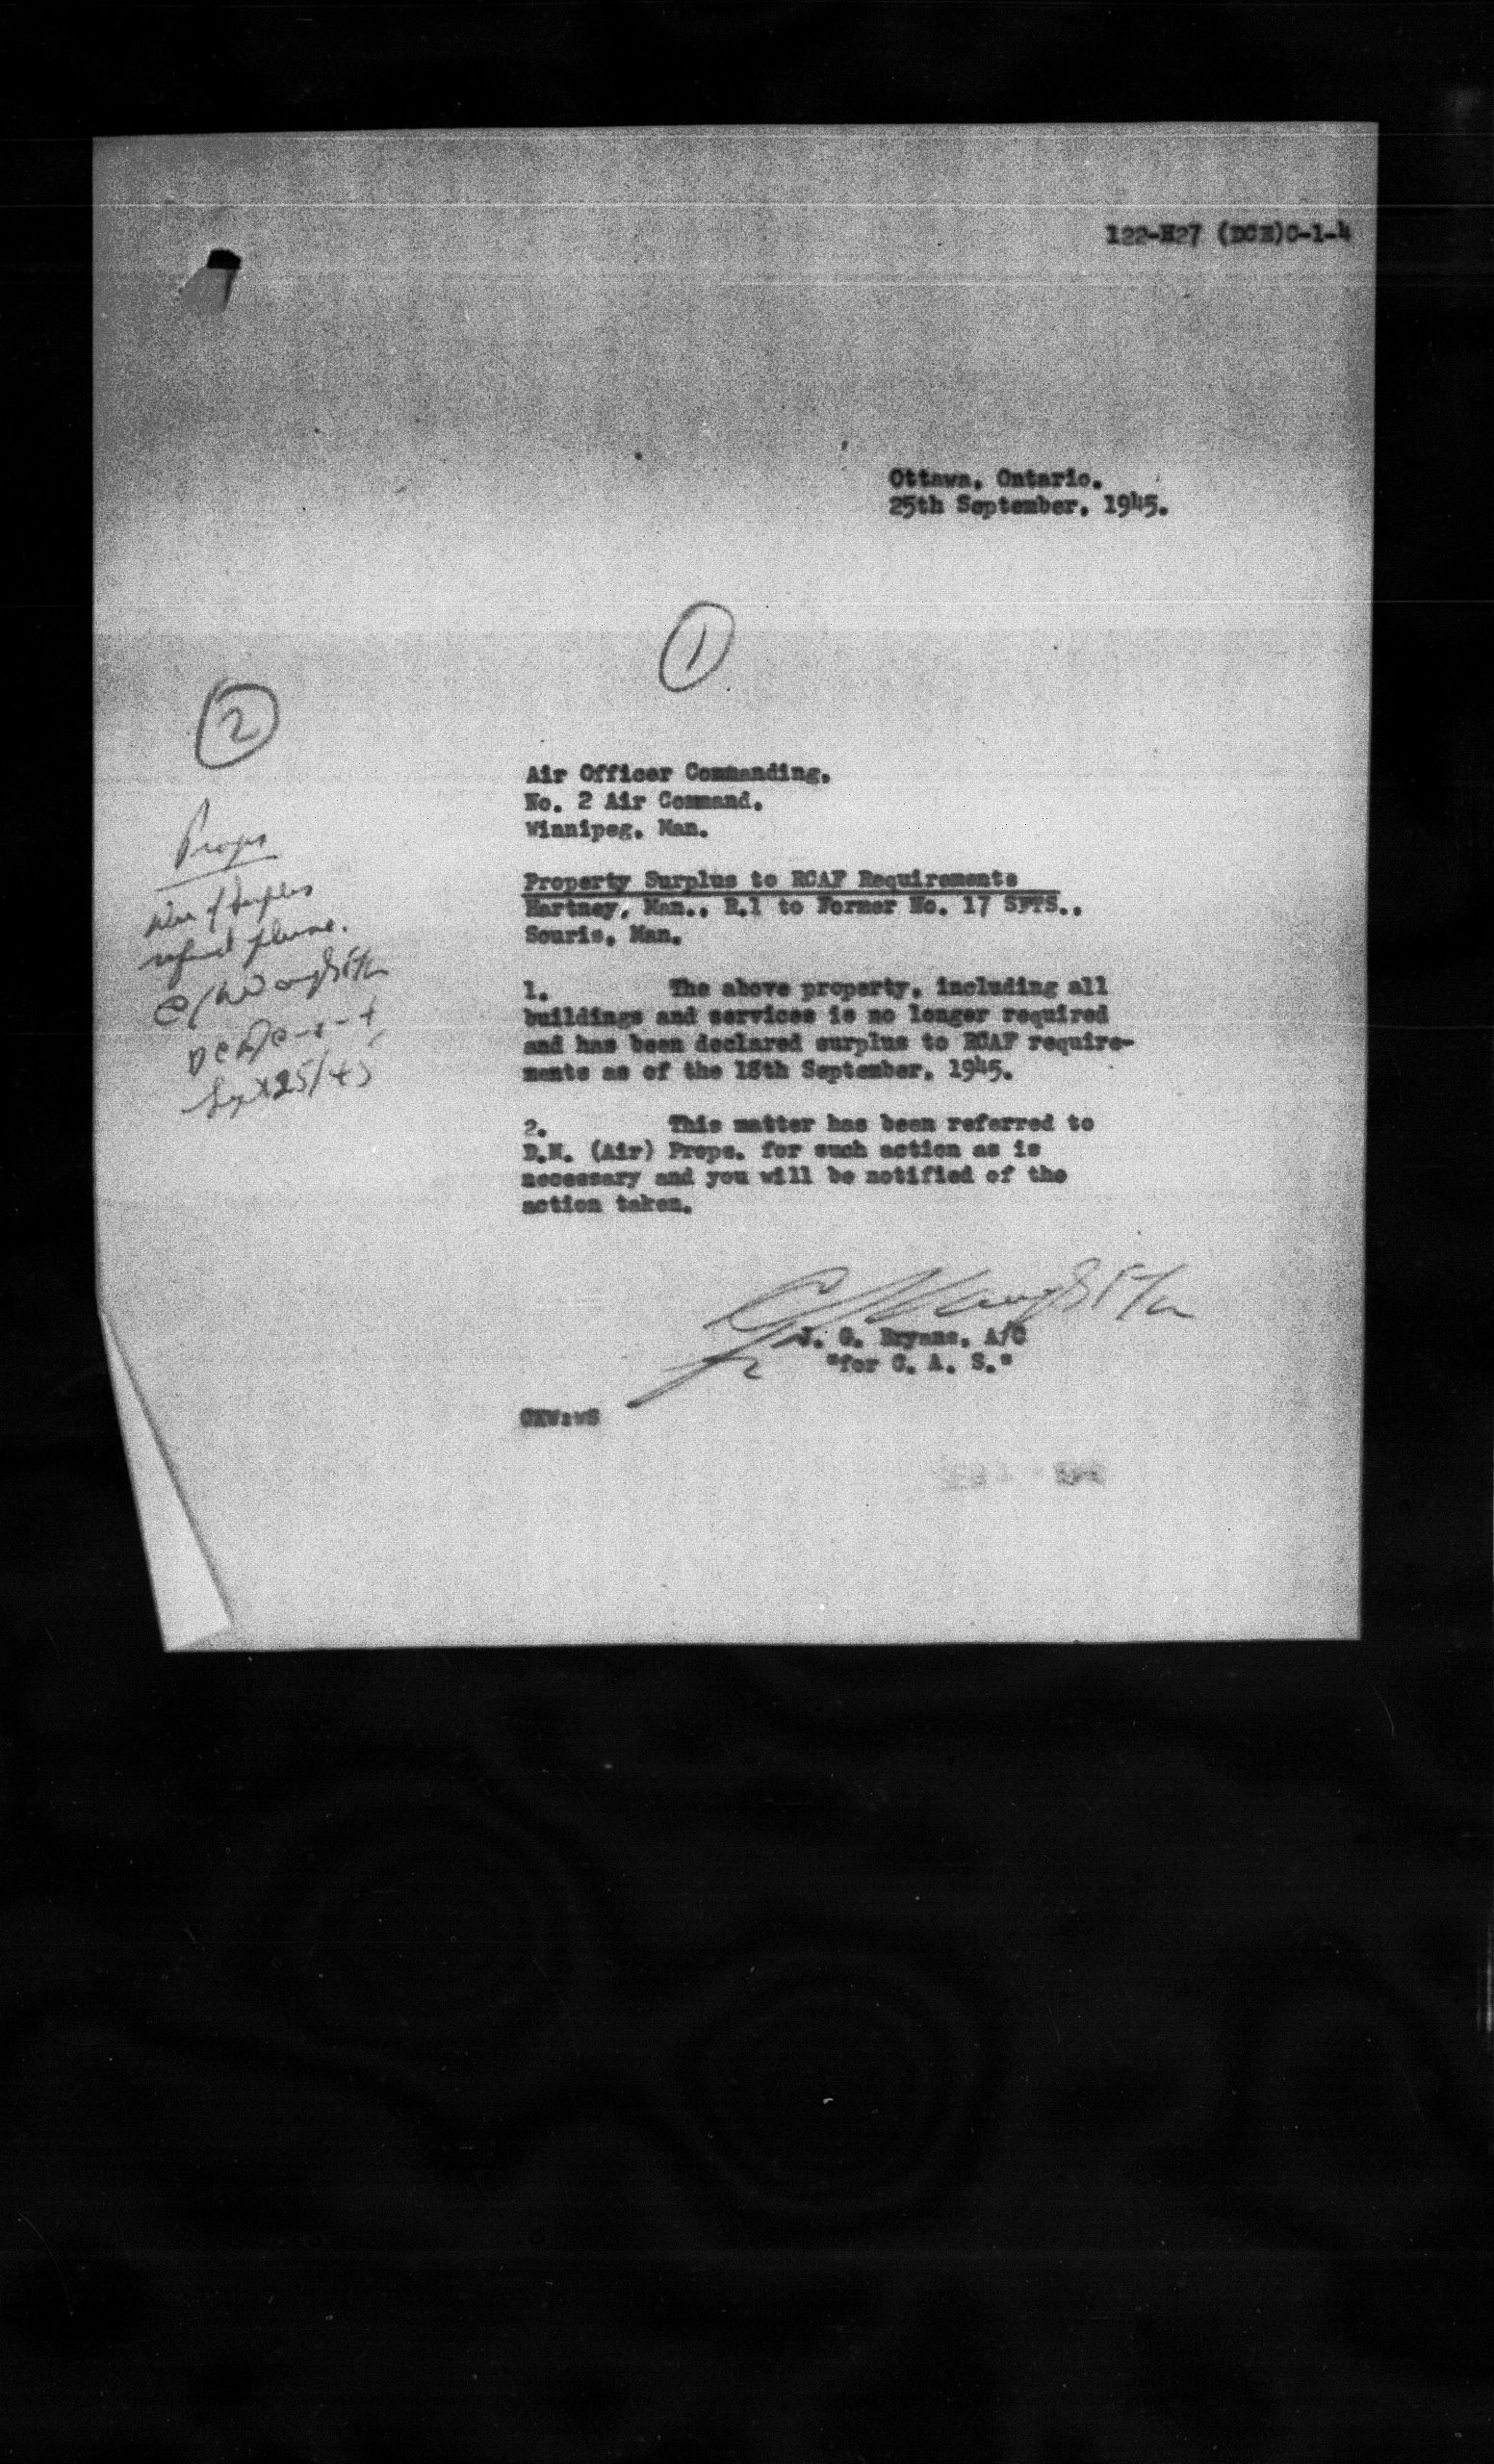 122-H27 (DCE)C-1-4
Ottawa, Ontario.
25th September, 1945.
1
2
Air Officer Commanding,
No. 2 Air Command,
Winnipeg, Man.
Property Surplus to RCAF Requirements
Hartney, Man., R.1 to Former No. 17 SFTS.,
Souris, Man.
1. The above property, including all
buildings and services is no longer required
and has been declared surplus to RCAF require-
ments as of the 18th September, 1945.
2. This matter has been referred to
D.N. (Air) Props. for such action as is
necessary and you will be notified of the
action taken.
Props
please.
Sept 25/45
J. G. Bryans, A/C
"for C. A. S."